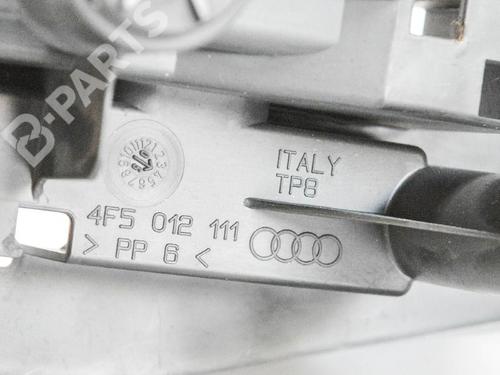 B-PARTS
ITALY
TP8
4F5 012 111
> PP 6 <